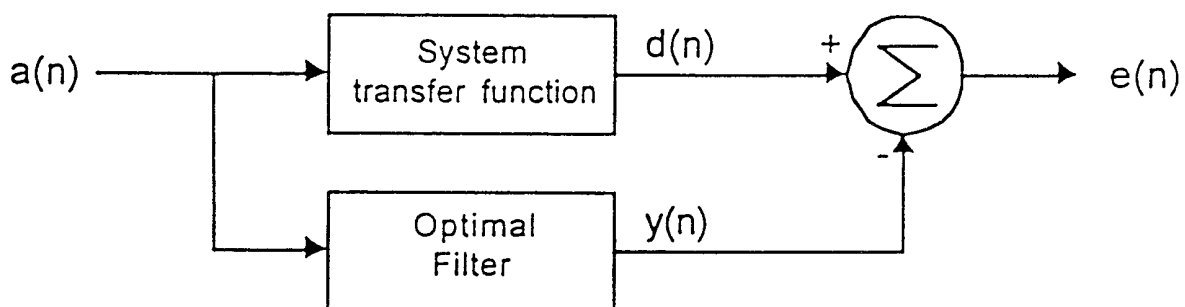 a(n)
System
transfer function
d(n)
+
Σ
e(n)
-
Optimal
Filter
y(n)